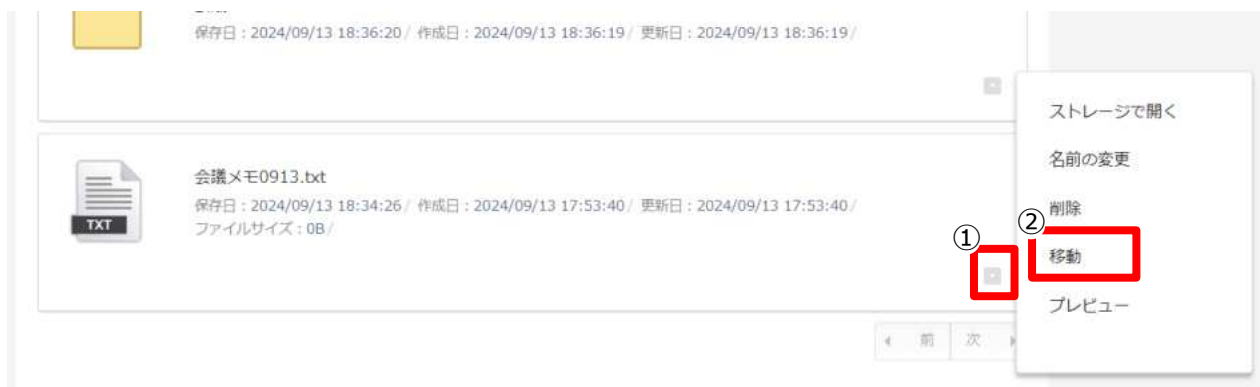 保存日：2024/09/13 18:36:20 / 作成日：2024/09/13 18:36:19 / 更新日：2024/09/13 18:36:19 /
ストレージで開く
名前の変更
会議メモ0913.txt
保存日：2024/09/13 18:34:26 / 作成日：2024/09/13 17:53:40 / 更新日：2024/09/13 17:53:40 /
TXT
ファイルサイズ：0B /
削除
①
②
移動
プレビュー
前 次